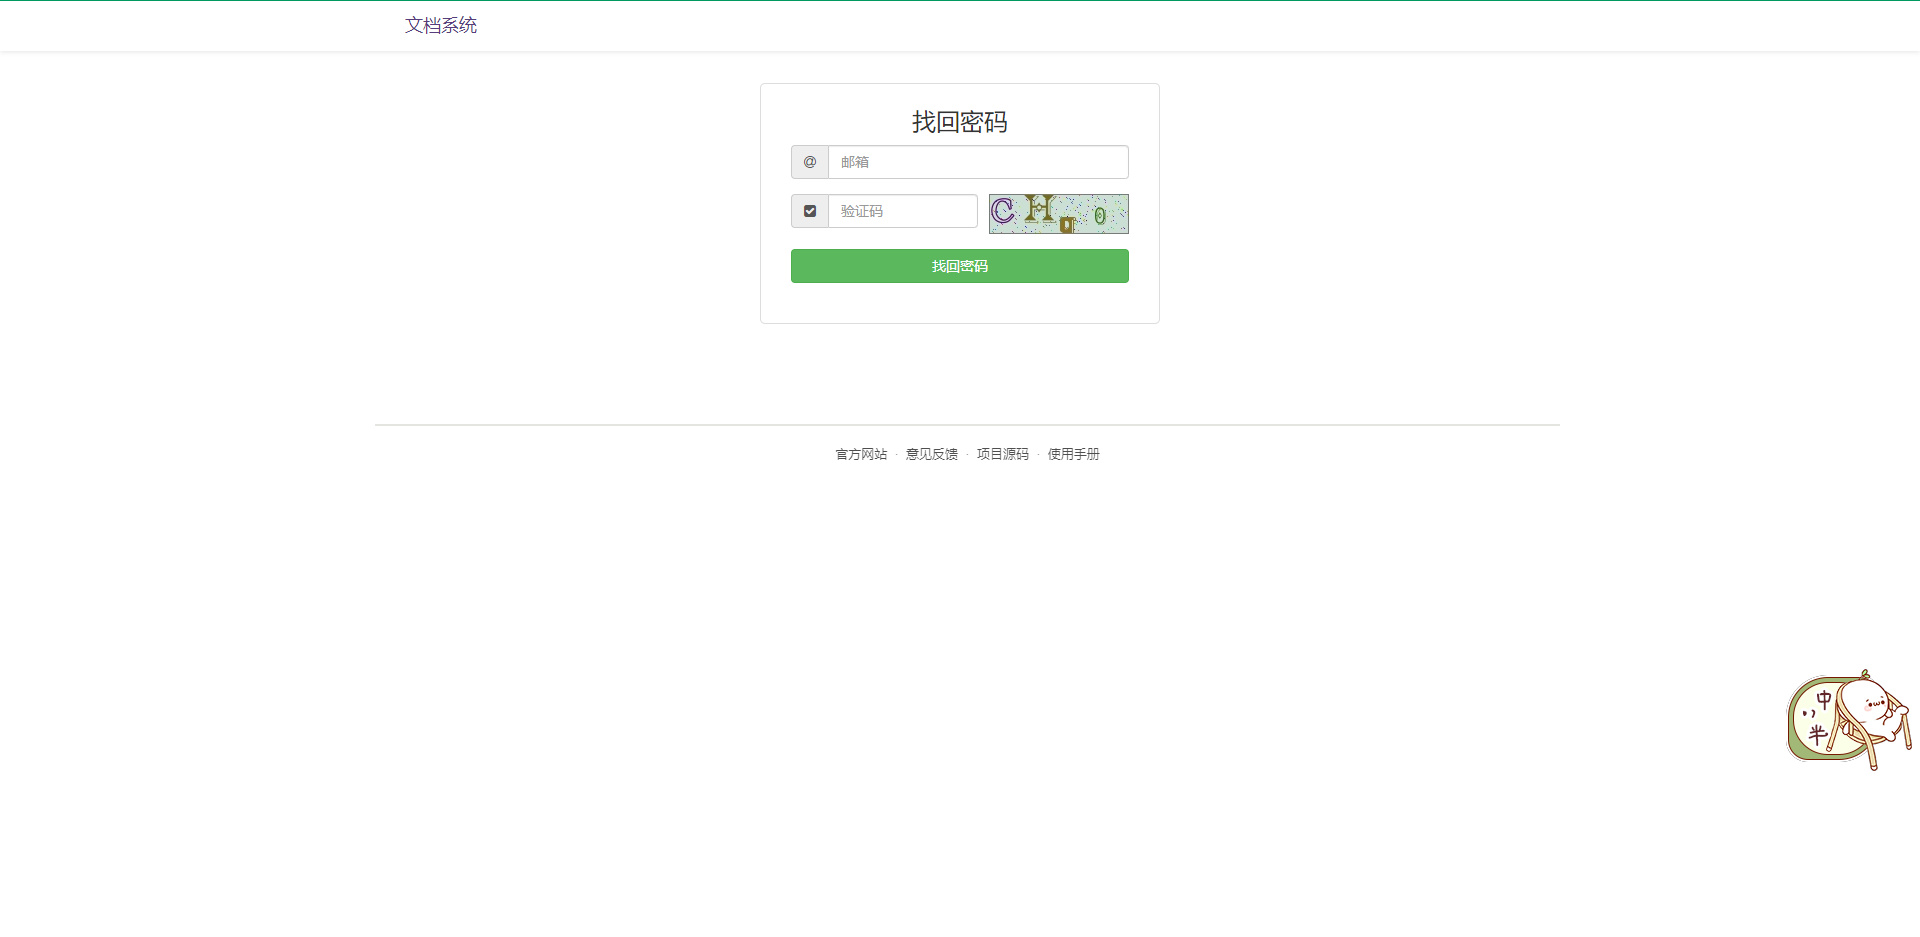 文档系统
找回密码
@ 邮箱
验证码
找回密码
官方网站 · 意见反馈 · 项目源码 · 使用手册
中
半